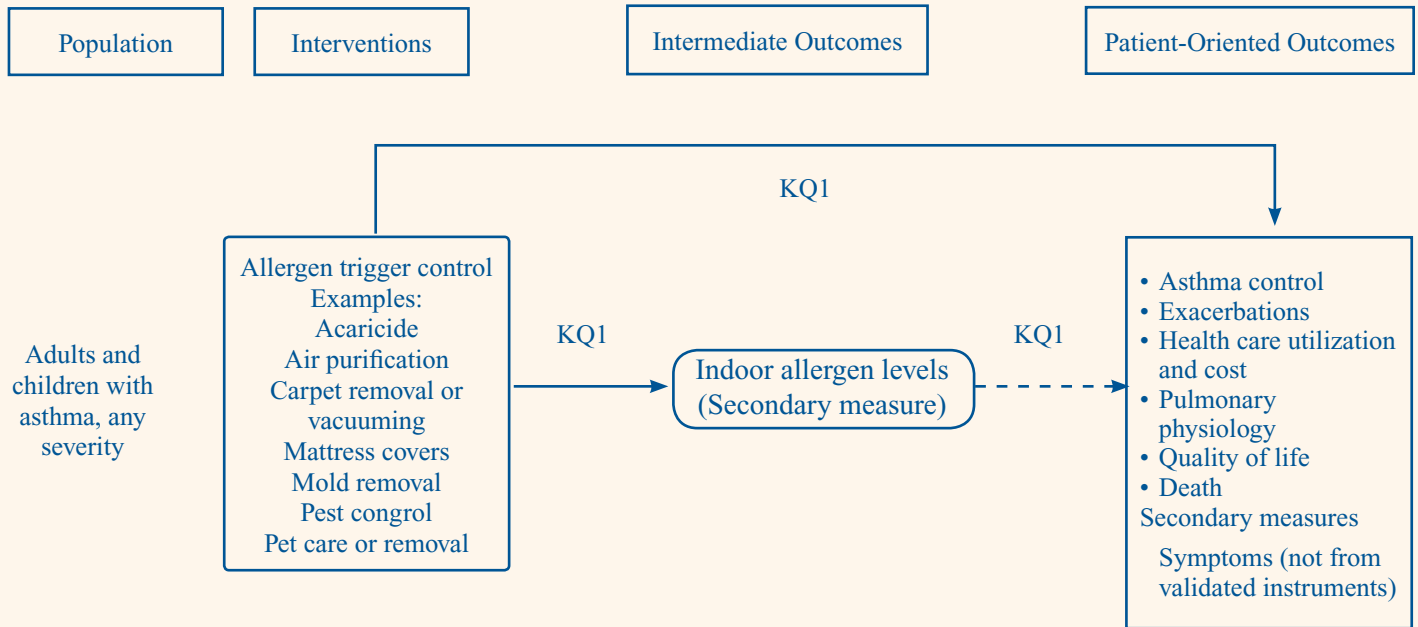 Population
Interventions
Intermediate Outcomes
Patient-Oriented Outcomes
KQ1
Adults and
children with
asthma, any
severity
Allergen trigger control
Examples:
Acaricide
Air purification
Carpet removal or
vacuuming
Mattress covers
Mold removal
Pest congrol
Pet care or removal
KQ1
Indoor allergen levels
(Secondary measure)
KQ1
• Asthma control
• Exacerbations
• Health care utilization
and cost
• Pulmonary
physiology
• Quality of life
• Death
Secondary measures
Symptoms (not from
validated instruments)